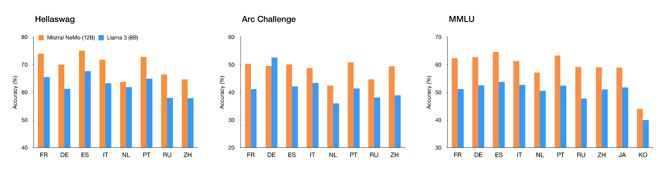 Hellaswag
Mistral NeMo (12B) Llama 3 (8B)
Accuracy (%)
80
70
60
50
40
FR DE ES IT NL PT RU ZH
Arc Challenge
Accuracy (%)
60
50
40
30
20
FR DE ES IT NL PT RU ZH
MMLU
Accuracy (%)
70
60
50
40
30
FR DE ES IT NL PT RU ZH JA KO